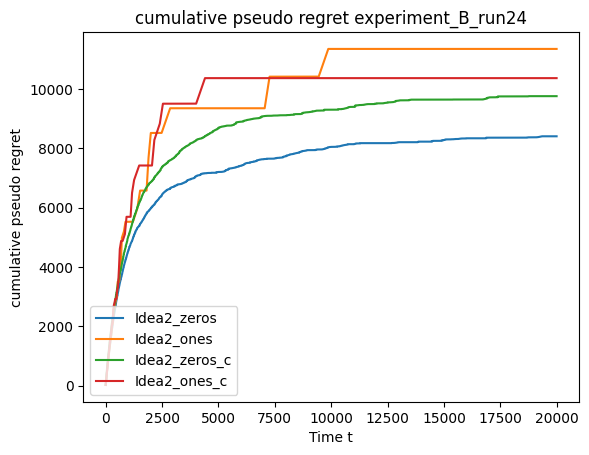 cumulative pseudo regret experiment_B_run24
cumulative pseudo regret
10000
8000
6000
4000
2000
0
Idea2_zeros
Idea2_ones
Idea2_zeros_c
Idea2_ones_c
0 2500 5000 7500 10000 12500 15000 17500 20000
Time t